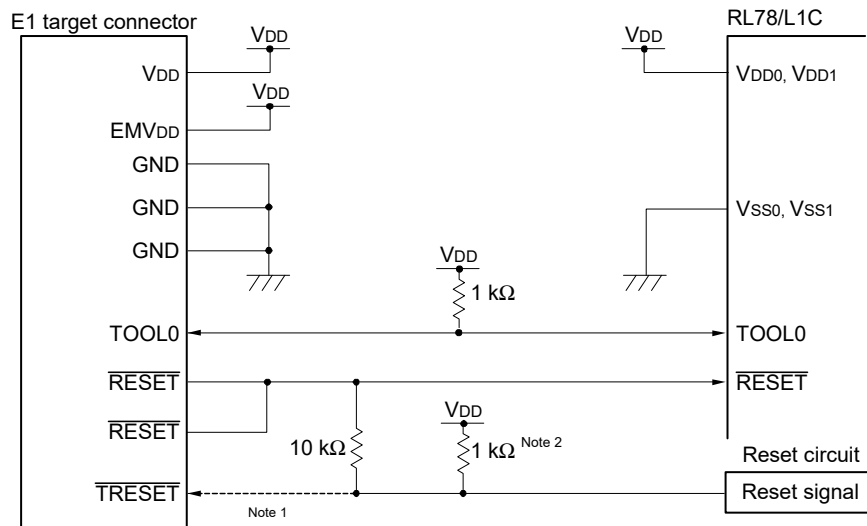 E1 target connector
RL78/L1C
VDD
VDD
VDD
VDD0, VDD1
VDD
EMVDD
GND
GND
VSS0, VSS1
GND
VDD
1 kΩ
TOOL0
TOOL0
RESET
RESET
VDD
RESET
10 kΩ
1 kΩ Note 2
Reset circuit
TRESET
Reset signal
Note 1